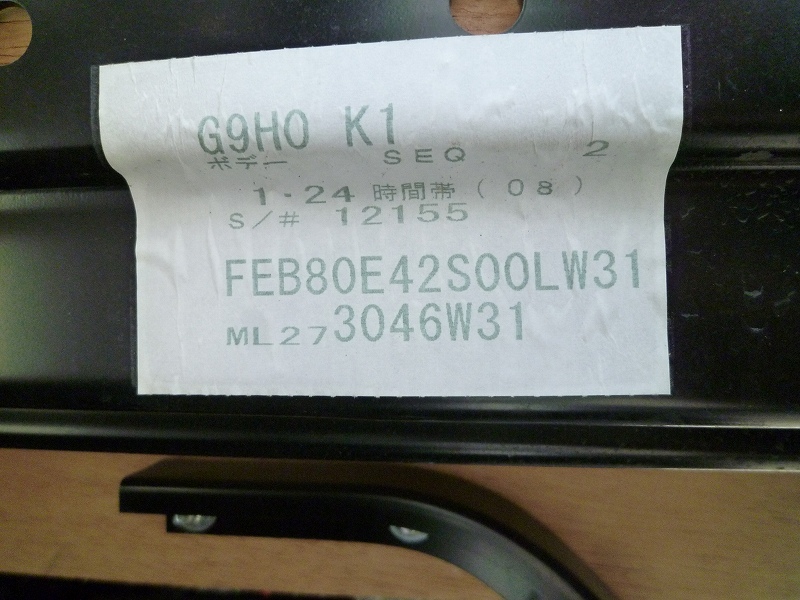 G9H0 K1
ボデー SEQ 2
1-24 時間帯(08)
S/# 12155
FEB80E42S00LW31
ML273046W31